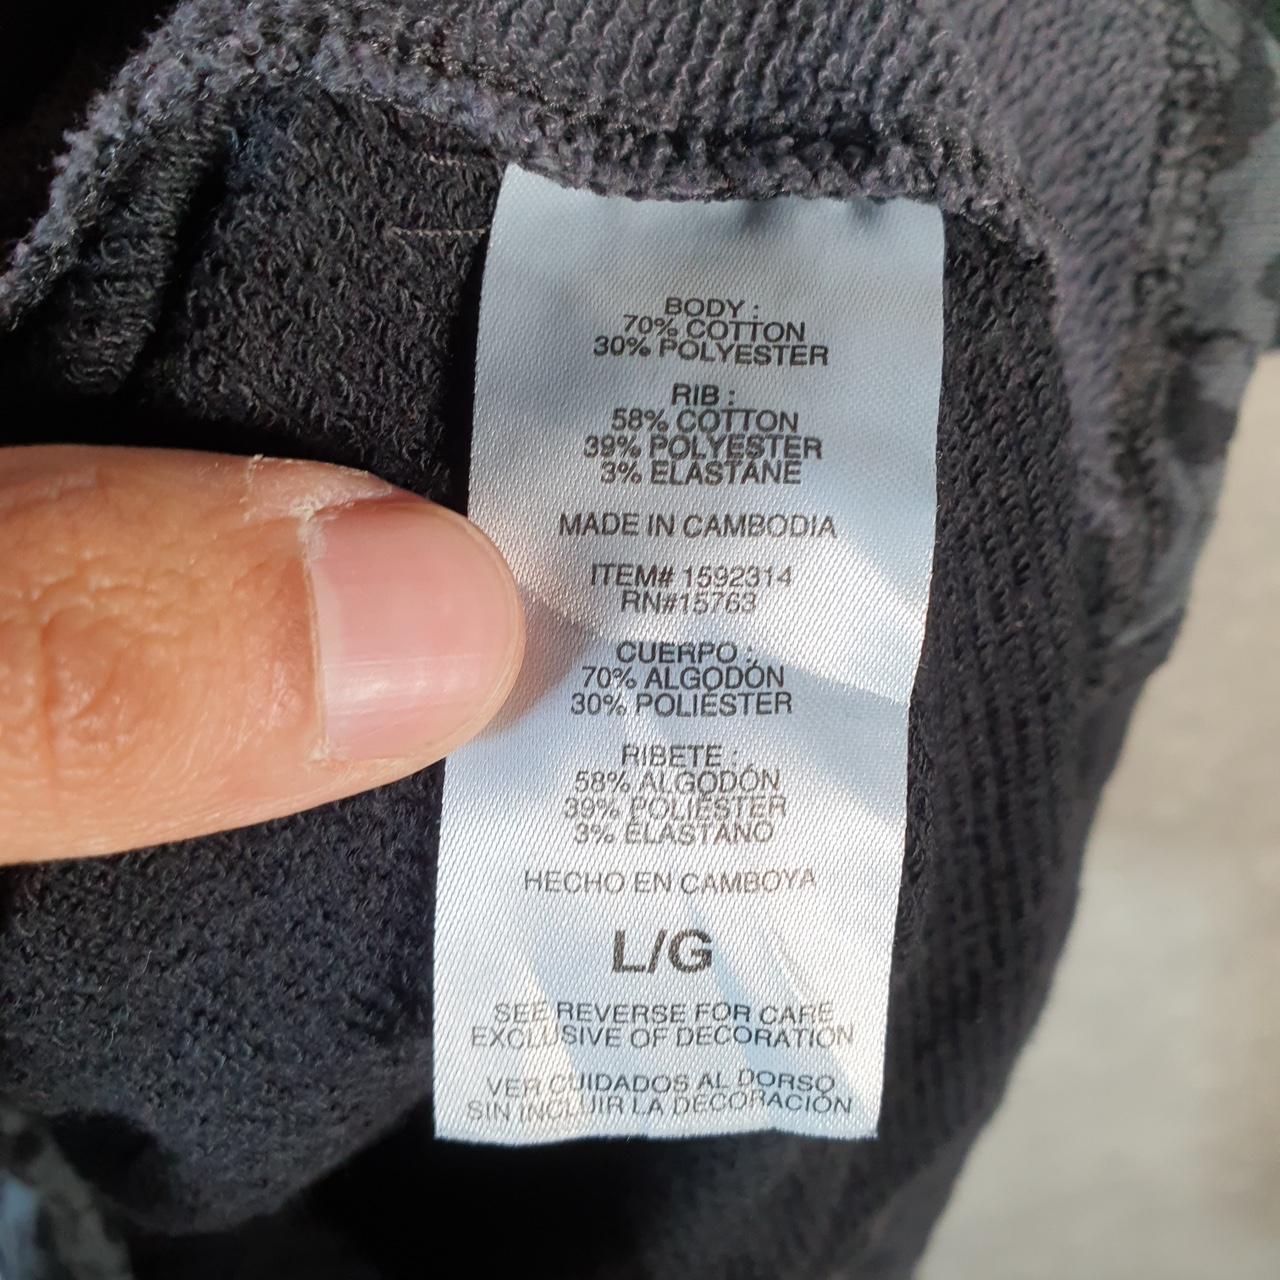 BODY :
70% COTTON
30% POLYESTER
RIB :
58% COTTON
39% POLYESTER
3% ELASTANE
MADE IN CAMBODIA
ITEM# 1592314
RN#15763
CUERPO :
70% ALGODÓN
30% POLIESTER
RIBETE :
58% ALGODÓN
39% POLIESTER
3% ELASTANO
HECHO EN CAMBOYA
L/G
SEE REVERSE FOR CARE
EXCLUSIVE OF DECORATION
VER CUIDADOS AL DORSO
SIN INCLUIR LA DECORACIÓN